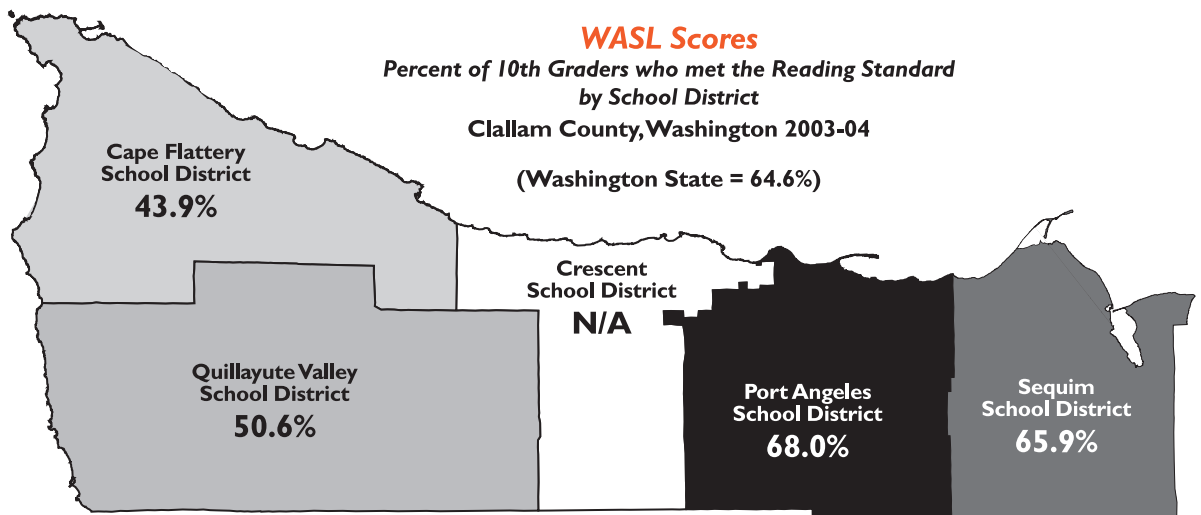 WASL Scores
Percent of 10th Graders who met the Reading Standard
by School District
Clallam County, Washington 2003-04
(Washington State = 64.6%)
Cape Flattery
School District
43.9%
Crescent
School District
N/A
Quillayute Valley
School District
50.6%
Port Angeles
School District
68.0%
Sequim
School District
65.9%